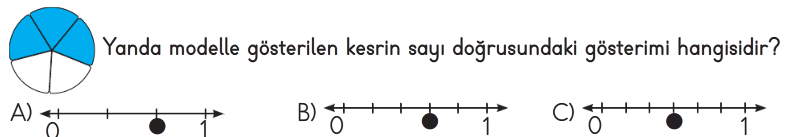 Yanda modelle gösterilen kesrin sayı doğrusundaki gösterimi hangisidir?
A) B) C)
0 1 0 1 0 1